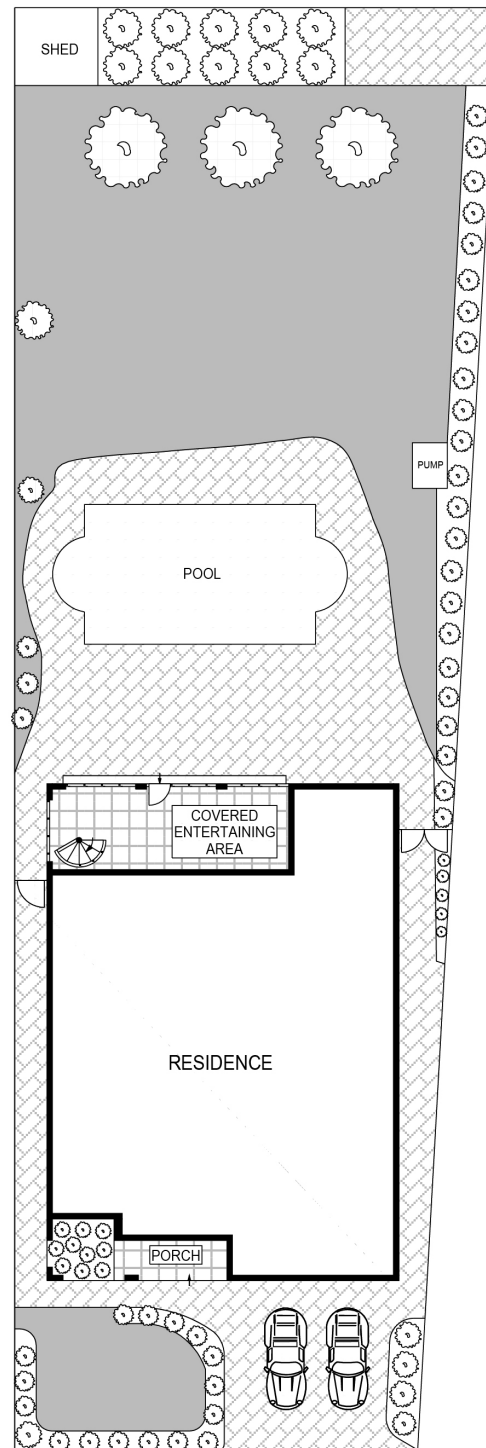 SHED
PUMP
POOL
COVERED
ENTERTAINING
AREA
RESIDENCE
PORCH